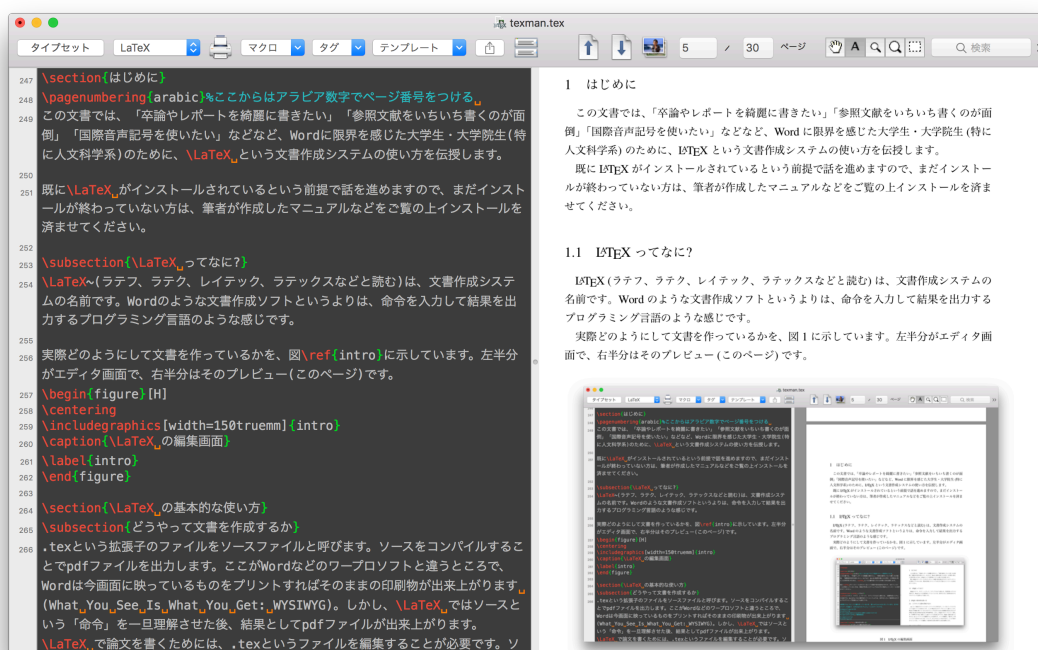 texman.tex
タイプセット LaTeX マクロ タグ テンプレート 5 / 30 ページ 検索
247 \section{はじめに}
248 \pagenumbering{arabic}%ここからはアラビア数字でページ番号をつける␣
249 この文書では、「卒論やレポートを綺麗に書きたい」「参照文献をいちいち書くのが面
倒」「国際音声記号を使いたい」などなど、Wordに限界を感じた大学生・大学院生(特
に人文科学系)のために、\LaTeX␣という文書作成システムの使い方を伝授します。
250
251 既に\LaTeX␣がインストールされているという前提で話を進めますので、まだインスト
ールが終わっていない方は、筆者が作成したマニュアルなどをご覧の上インストールを
済ませてください。
252
253 \subsection{\LaTeX␣ってなに?}
254 \LaTeX~(ラテフ、ラテク、レイテック、ラテックスなどと読む)は、文書作成システ
ムの名前です。Wordのような文書作成ソフトというよりは、命令を入力して結果を出
力するプログラミング言語のような感じです。
255
256 実際どのようにして文書を作っているかを、図\ref{intro}に示しています。左半分
がエディタ画面で、右半分はそのプレビュー(このページ)です。
257 \begin{figure}[H]
258 \centering
259 \includegraphics[width=150truemm]{intro}
260 \caption{\LaTeX␣の編集画面}
261 \label{intro}
262 \end{figure}
263
264 \section{\LaTeX␣の基本的な使い方}
265 \subsection{どうやって文書を作成するか}
266 .texという拡張子のファイルをソースファイルと呼びます。ソースをコンパイルするこ
とでpdfファイルを出力します。ここがWordなどのワープロソフトと違うところで、
Wordは今画面に映っているものをプリントすればそのままの印刷物が出来上がります␣
(What␣You␣See␣Is␣What␣You␣Get:␣WYSIWYG)。しかし、\LaTeX␣ではソースと
いう「命令」を一旦理解させた後、結果としてpdfファイルが出来上がります。
\LaTeX␣で論文を書くためには、.texというファイルを編集することが必要です。ソ
1 はじめに
この文書では、「卒論やレポートを綺麗に書きたい」「参照文献をいちいち書くのが面
倒」「国際音声記号を使いたい」などなど、Word に限界を感じた大学生・大学院生 (特に
人文科学系) のために、LATEX という文書作成システムの使い方を伝授します。
既に LATEX がインストールされているという前提で話を進めますので、まだインストー
ルが終わっていない方は、筆者が作成したマニュアルなどをご覧の上インストールを済ま
せてください。
1.1 LATEX ってなに?
LATEX (ラテフ、ラテク、レイテック、ラテックスなどと読む) は、文書作成システムの
名前です。Word のような文書作成ソフトというよりは、命令を入力して結果を出力する
プログラミング言語のような感じです。
実際どのようにして文書を作っているかを、図 1 に示しています。左半分がエディタ画
面で、右半分はそのプレビュー (このページ) です。